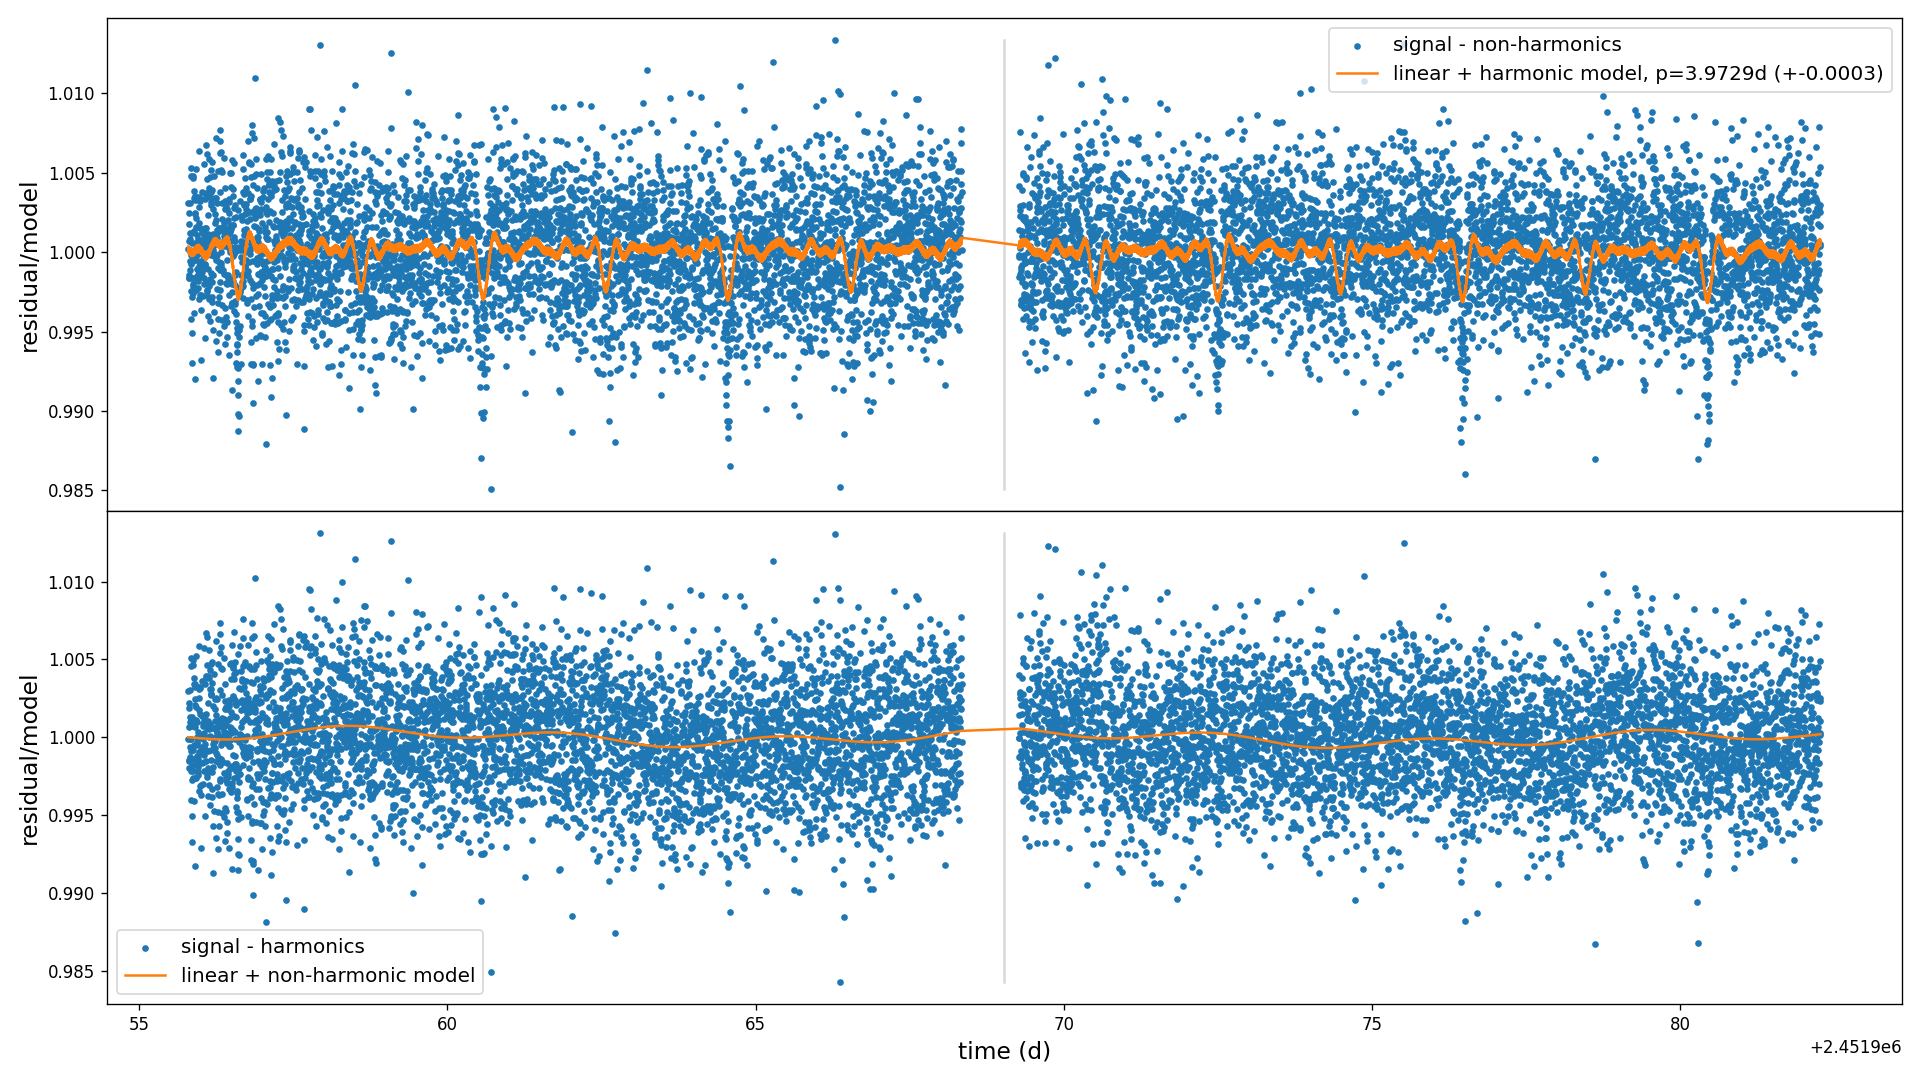 residual/model
1.010
1.005
1.000
0.995
0.990
0.985
signal - non-harmonics
linear + harmonic model, p=3.9729d (+-0.0003)
residual/model
1.010
1.005
1.000
0.995
0.990
0.985
signal - harmonics
linear + non-harmonic model
55
60
65
70
75
80
time (d)
+2.4519e6